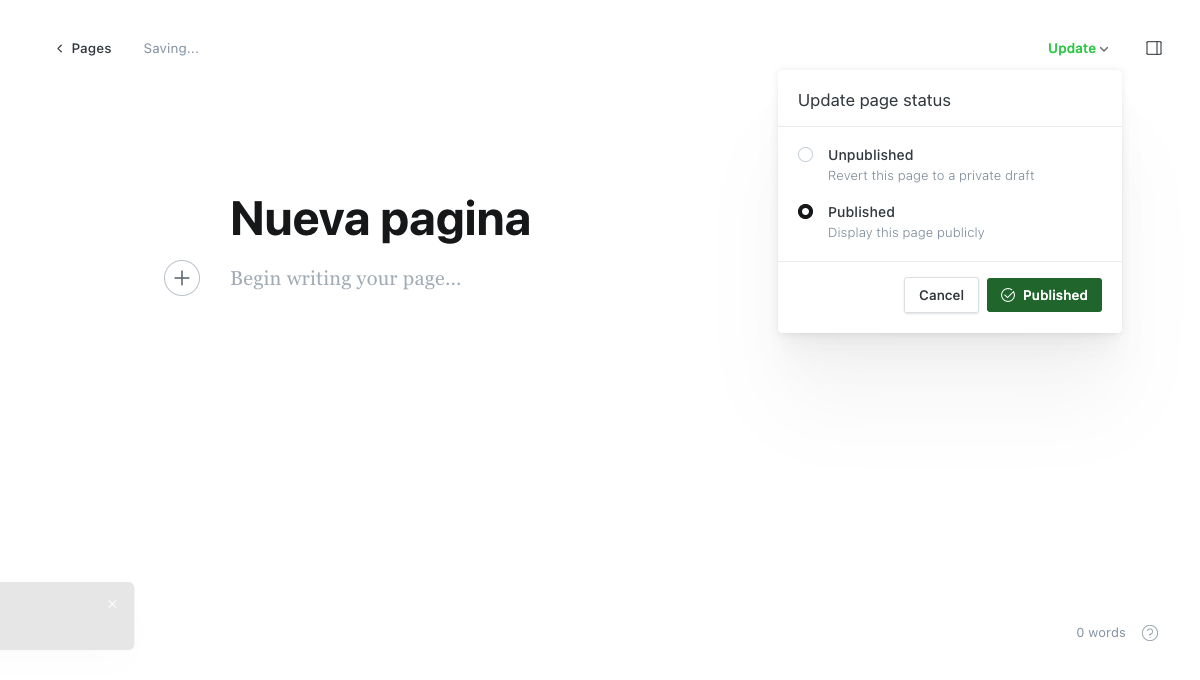 Pages
Saving...
Update
Update page status
Unpublished
Revert this page to a private draft
Published
Display this page publicly
Cancel
Published
Nueva pagina
Begin writing your page...
0 words
?